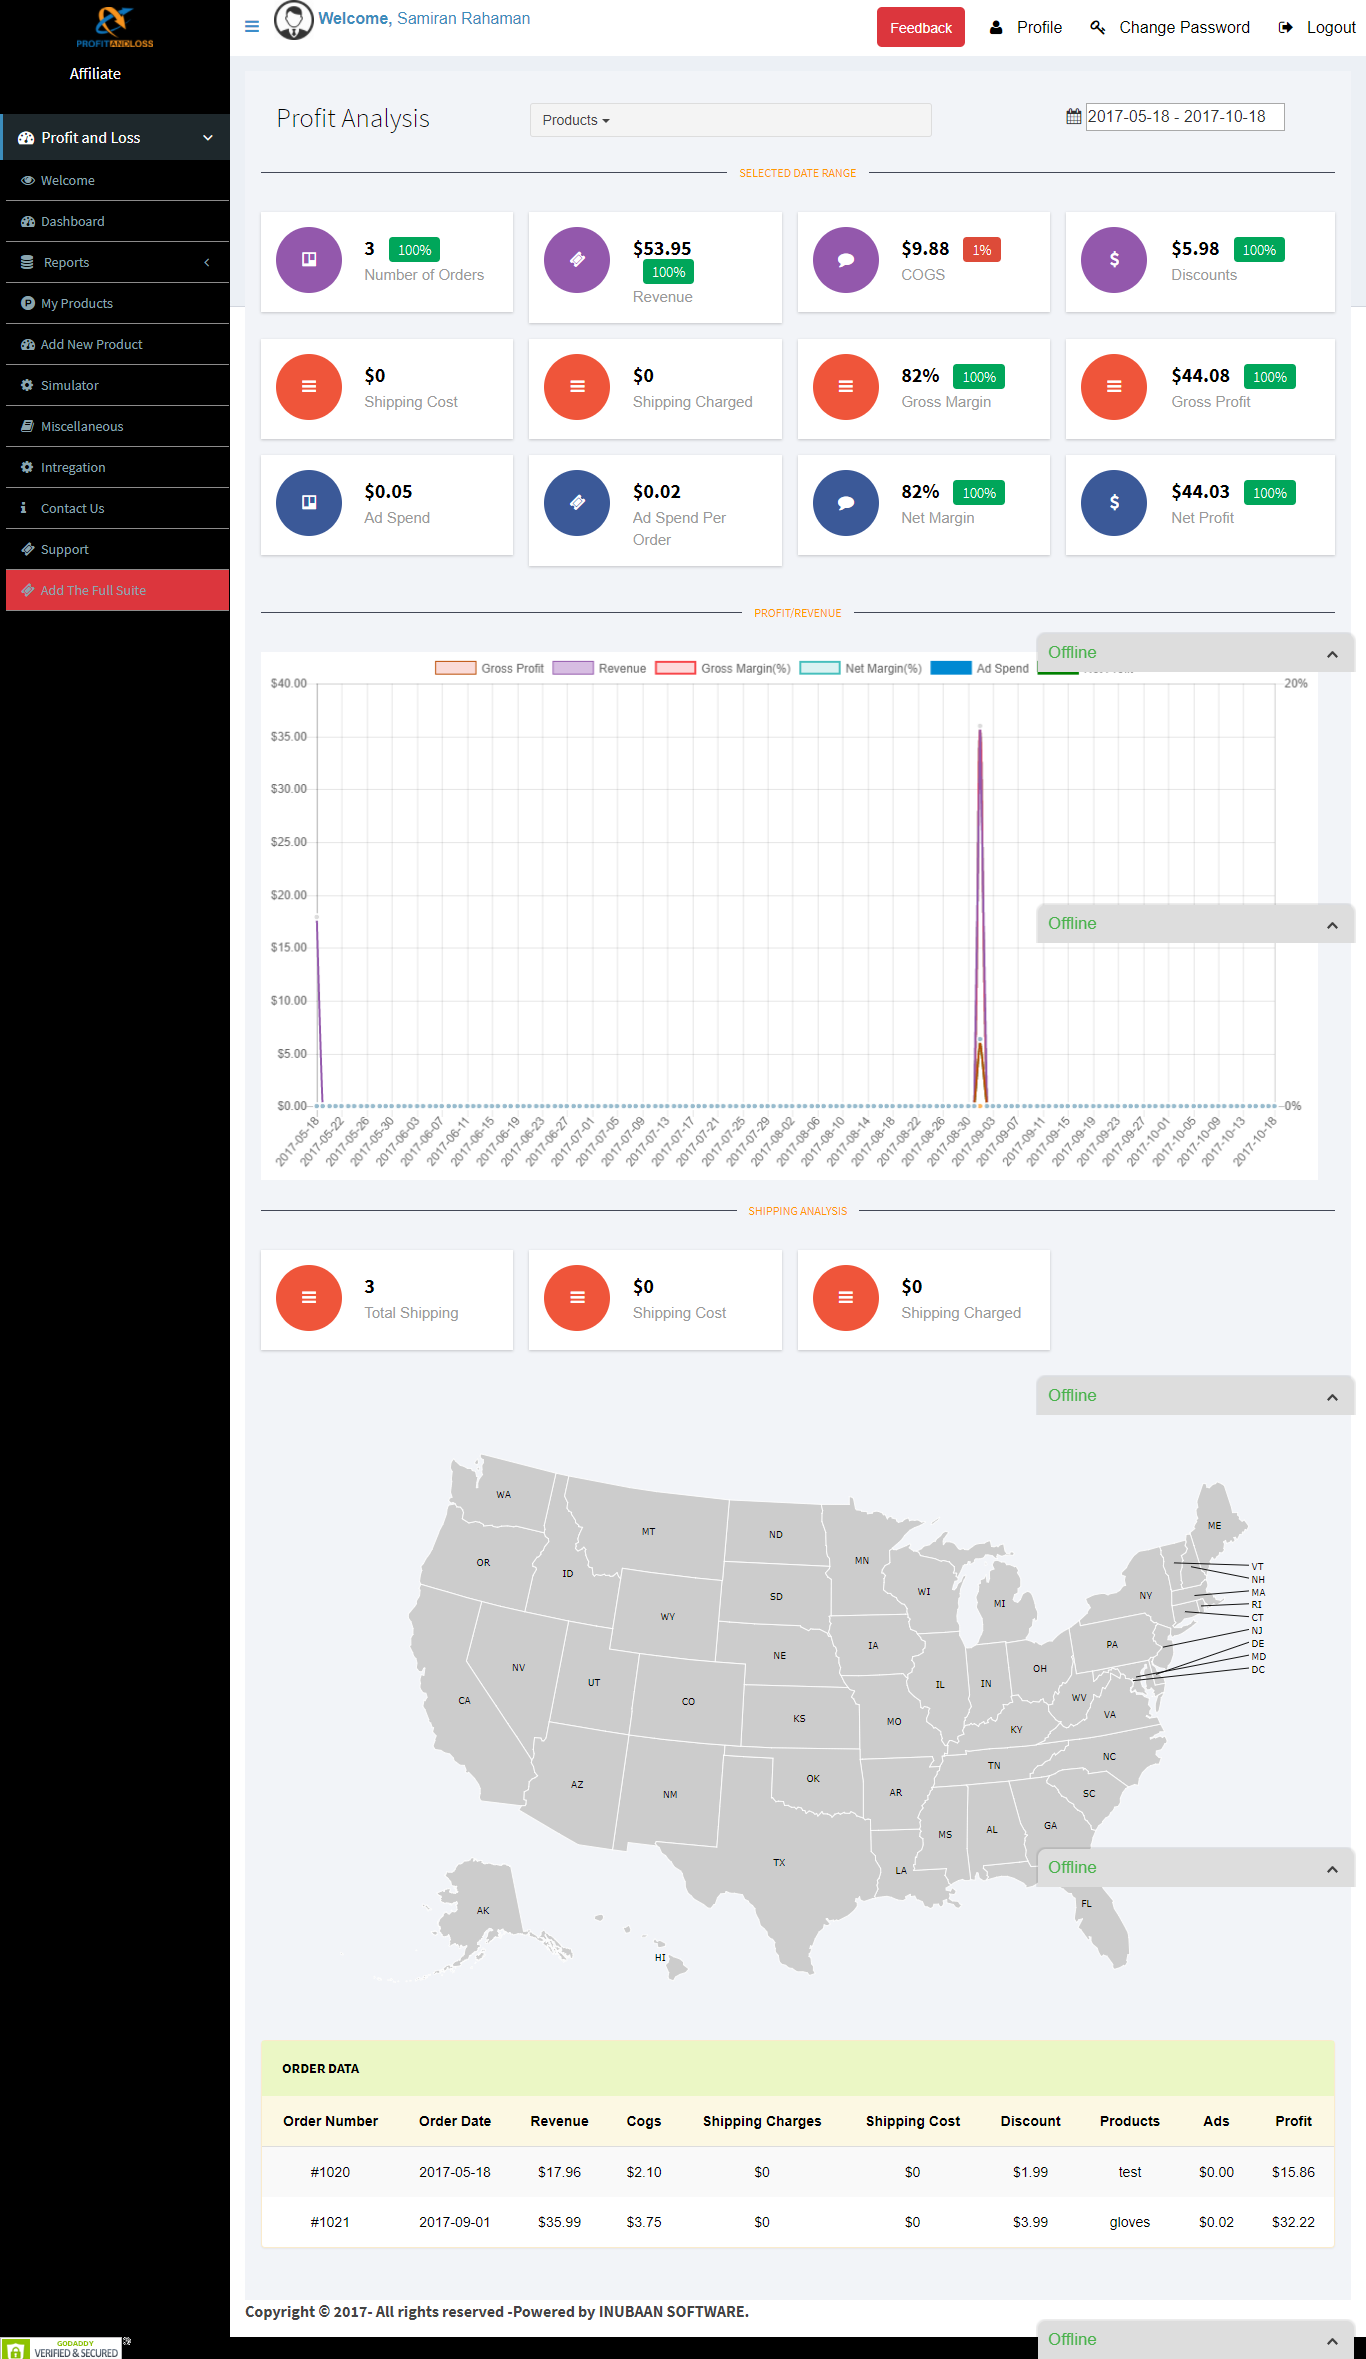 PROFITANDLOSS
Affiliate
Profit and Loss
Welcome
Dashboard
Reports
My Products
Add New Product
Simulator
Miscellaneous
Intregation
Contact Us
Support
Add The Full Suite
Welcome, Samiran Rahaman
Feedback
Profile
Change Password
Logout
Profit Analysis
Products
2017-05-18 - 2017-10-18
SELECTED DATE RANGE
3 100%
Number of Orders
$53.95
100%
Revenue
$9.88 1%
COGS
$5.98 100%
Discounts
$0
Shipping Cost
$0
Shipping Charged
82% 100%
Gross Margin
$44.08 100%
Gross Profit
$0.05
Ad Spend
$0.02
Ad Spend Per
Order
82% 100%
Net Margin
$44.03 100%
Net Profit
PROFIT/REVENUE
Offline
Gross Profit Revenue Gross Margin(%) Net Margin(%) Ad Spend
$40.00
20%
$35.00
$30.00
$25.00
$20.00
$15.00
$10.00
$5.00
$0.00
0%
Offline
2017-05-18
2017-05-22
2017-05-26
2017-05-30
2017-06-03
2017-06-07
2017-06-11
2017-06-15
2017-06-19
2017-06-23
2017-06-27
2017-07-01
2017-07-05
2017-07-09
2017-07-13
2017-07-17
2017-07-21
2017-07-25
2017-07-29
2017-08-02
2017-08-06
2017-08-10
2017-08-14
2017-08-18
2017-08-22
2017-08-26
2017-08-30
2017-09-03
2017-09-07
2017-09-11
2017-09-15
2017-09-19
2017-09-23
2017-09-27
2017-10-01
2017-10-05
2017-10-09
2017-10-13
2017-10-18
SHIPPING ANALYSIS
3
Total Shipping
$0
Shipping Cost
$0
Shipping Charged
Offline
WA
MT
ND
MN
ME
OR
ID
SD
WI
MI
NY
VT
NH
MA
RI
CT
NJ
DE
MD
DC
WY
NE
IA
PA
NV
UT
CO
KS
IL
IN
OH
WV
VA
CA
MO
KY
AZ
NM
OK
AR
TN
NC
SC
MS
AL
GA
TX
LA
Offline
FL
AK
HI
ORDER DATA
Order Number Order Date Revenue Cogs Shipping Charges Shipping Cost Discount Products Ads Profit
#1020 2017-05-18 $17.96 $2.10 $0 $0 $1.99 test $0.00 $15.86
#1021 2017-09-01 $35.99 $3.75 $0 $0 $3.99 gloves $0.02 $32.22
Copyright © 2017- All rights reserved -Powered by INUBAAN SOFTWARE.
Offline
GODADDY
VERIFIED & SECURED